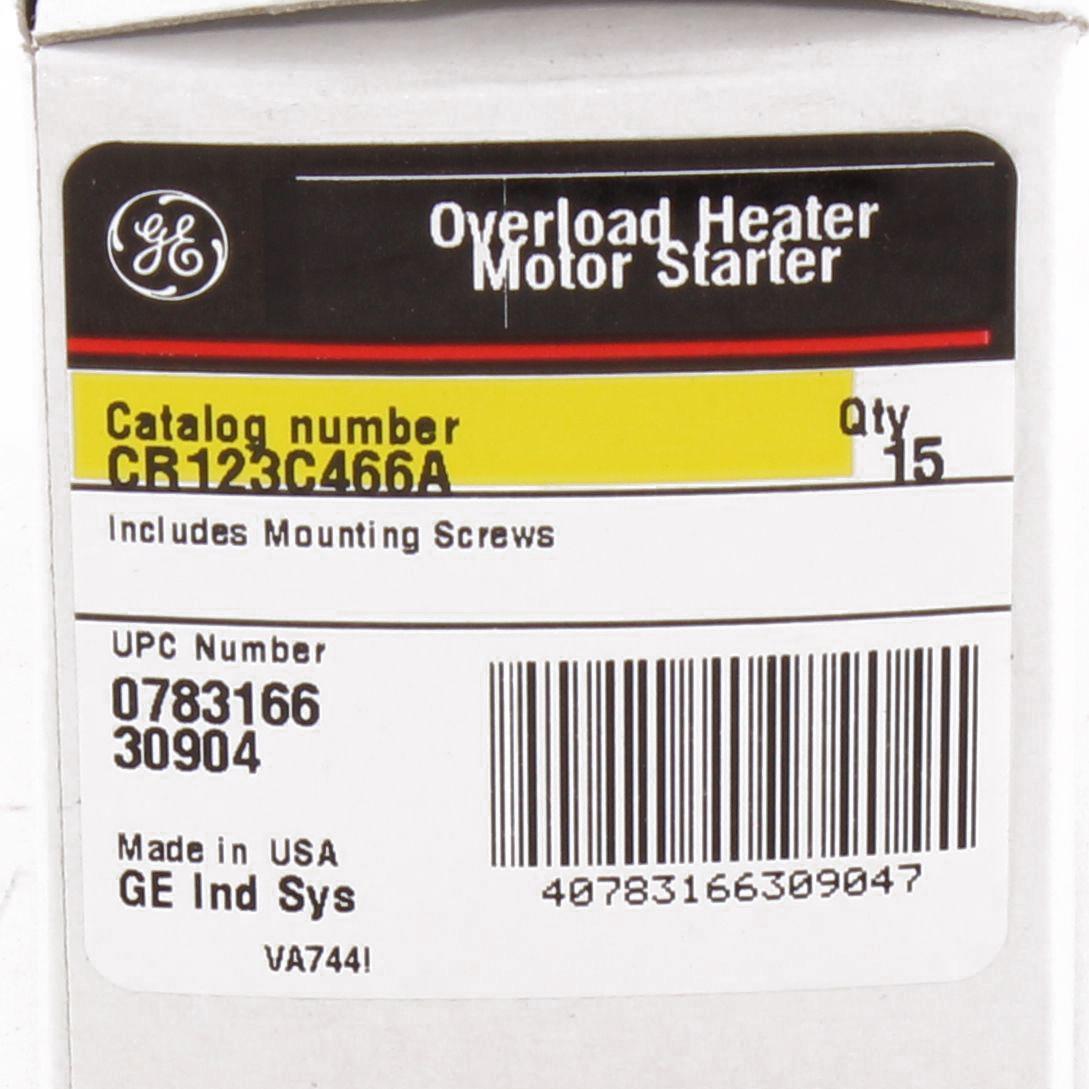 GE
Overload Heater
Motor Starter
Catalog number
Qty
CR123C466A
15
Includes Mounting Screws
UPC Number
0783166
30904
40783166309047
Made in USA
GE Ind Sys
VA744I